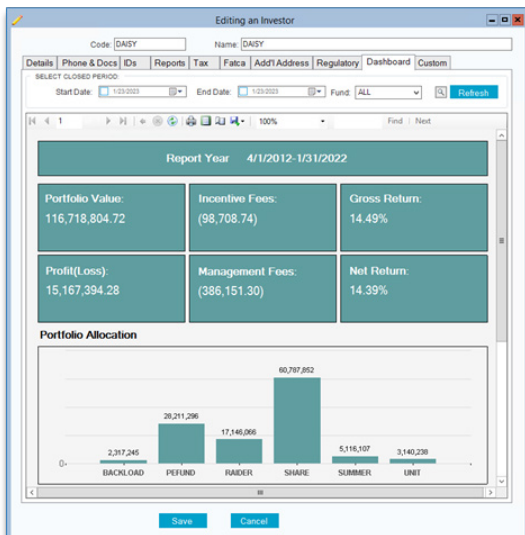 Editing an Investor
Code: DAISY Name: DAISY
Details Phone & Docs IDs Reports Tax Fatca Add'l Address Regulatory Dashboard Custom
SELECT CLOSED PERIOD
Start Date: 1/23/2023 End Date: 1/23/2023 Fund: ALL Refresh
1 100% Find | Next
Report Year 4/1/2012-1/31/2022
Portfolio Value: Incentive Fees: Gross Return:
116,718,804.72 (98,708.74) 14.49%
Profit(Loss): Management Fees: Net Return:
15,167,394.28 (386,151.30) 14.39%
Portfolio Allocation
60,787,852
28,211,296
17,146,066
2,317,245 5,116,107 3,140,238
0
BACKLOAD PEFUND RAIDER SHARE SUMMER UNIT
Save Cancel